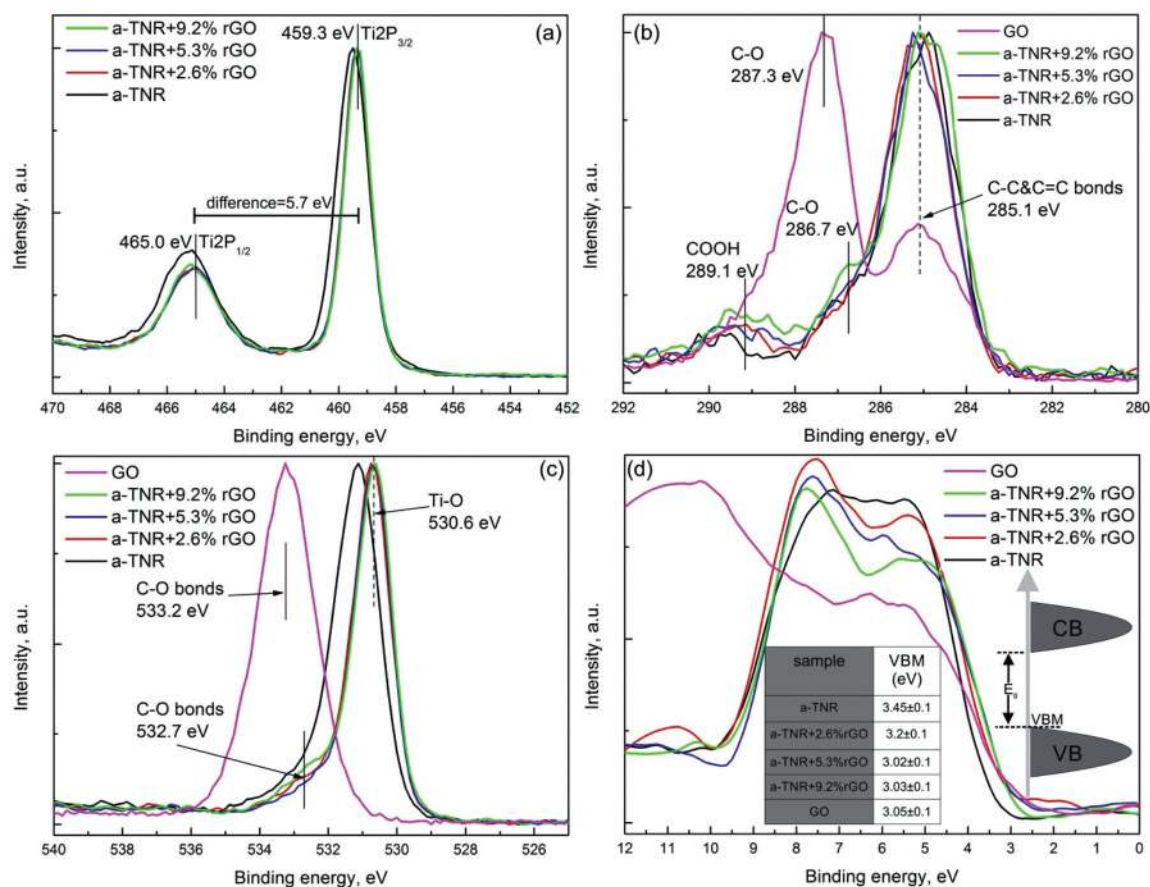 (a)
a-TNR+9.2% rGO
a-TNR+5.3% rGO
a-TNR+2.6% rGO
a-TNR
459.3 eV Ti2P3/2
difference=5.7 eV
465.0 eV Ti2P1/2
Intensity, a.u.
470 468 466 464 462 460 458 456 454 452
Binding energy, eV
(b)
GO
a-TNR+9.2% rGO
a-TNR+5.3% rGO
a-TNR+2.6% rGO
a-TNR
C-O
287.3 eV
C-O
286.7 eV
COOH
289.1 eV
C-C&C=C bonds
285.1 eV
Intensity, a.u.
292 290 288 286 284 282 280
Binding energy, eV
(c)
GO
a-TNR+9.2% rGO
a-TNR+5.3% rGO
a-TNR+2.6% rGO
a-TNR
Ti-O
530.6 eV
C-O bonds
533.2 eV
C-O bonds
532.7 eV
Intensity, a.u.
540 538 536 534 532 530 528 526
Binding energy, eV
(d)
GO
a-TNR+9.2% rGO
a-TNR+5.3% rGO
a-TNR+2.6% rGO
a-TNR
CB
Eg
VBM
VB
sample VBM
(eV)
a-TNR 3.45±0.1
a-TNR+2.6%rGO 3.2±0.1
a-TNR+5.3%rGO 3.02±0.1
a-TNR+9.2%rGO 3.03±0.1
GO 3.05±0.1
Intensity, a.u.
12 11 10 9 8 7 6 5 4 3 2 1 0
Binding energy, eV